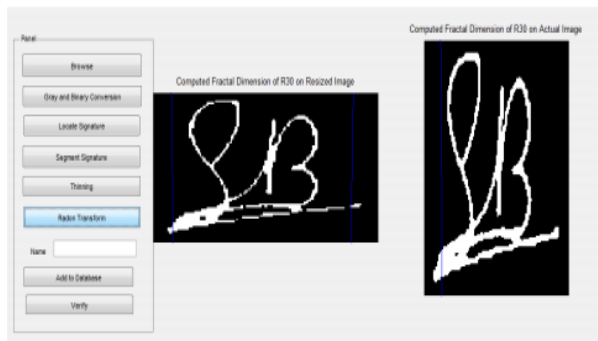 Panel
Browse
Gray and Binary Conversion
Locate Signature
Segment Signature
Thinning
Radon Transform
Name
Add to Database
Verify
Computed Fractal Dimension of R30 on Resized Image
Computed Fractal Dimension of R30 on Actual Image